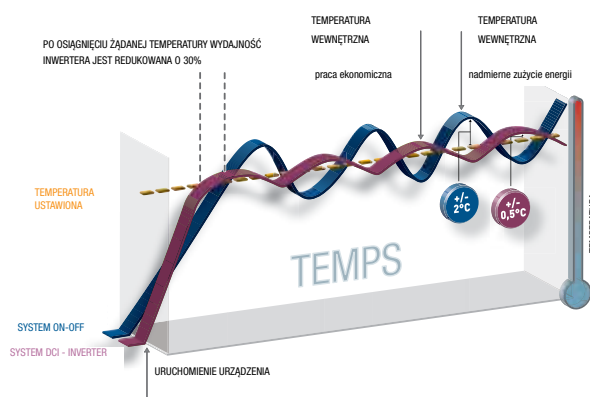 TEMPERATURA
WEWNĘTRZNA
praca ekonomiczna
TEMPERATURA
WEWNĘTRZNA
nadmierne zużycie energii
PO OSIĄGNIĘCIU ŻĄDANEJ TEMPERATURY WYDAJNOŚĆ
INWERTERA JEST REDUKOWANA O 30%
TEMPERATURA
USTAWIONA
+/-
2°C
+/-
0,5°C
TEMPS
SYSTEM ON-OFF
SYSTEM DCI - INVERTER
URUCHOMIENIE URZĄDZENIA